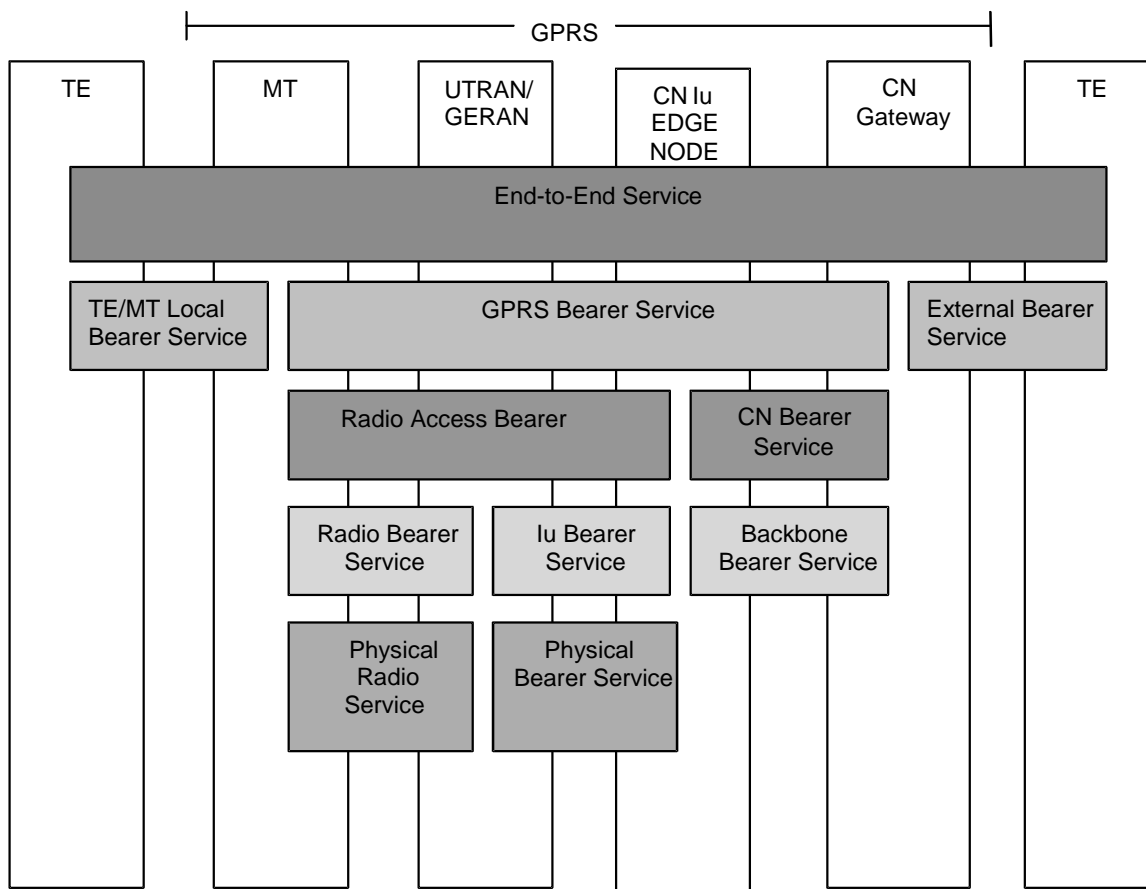 GPRS
TE
MT
UTRAN/
GERAN
CN Iu
EDGE
NODE
CN
Gateway
TE
End-to-End Service
TE/MT Local
Bearer Service
GPRS Bearer Service
External Bearer
Service
Radio Access Bearer
CN Bearer
Service
Radio Bearer
Service
Iu Bearer
Service
Backbone
Bearer Service
Physical
Radio
Service
Physical
Bearer Service